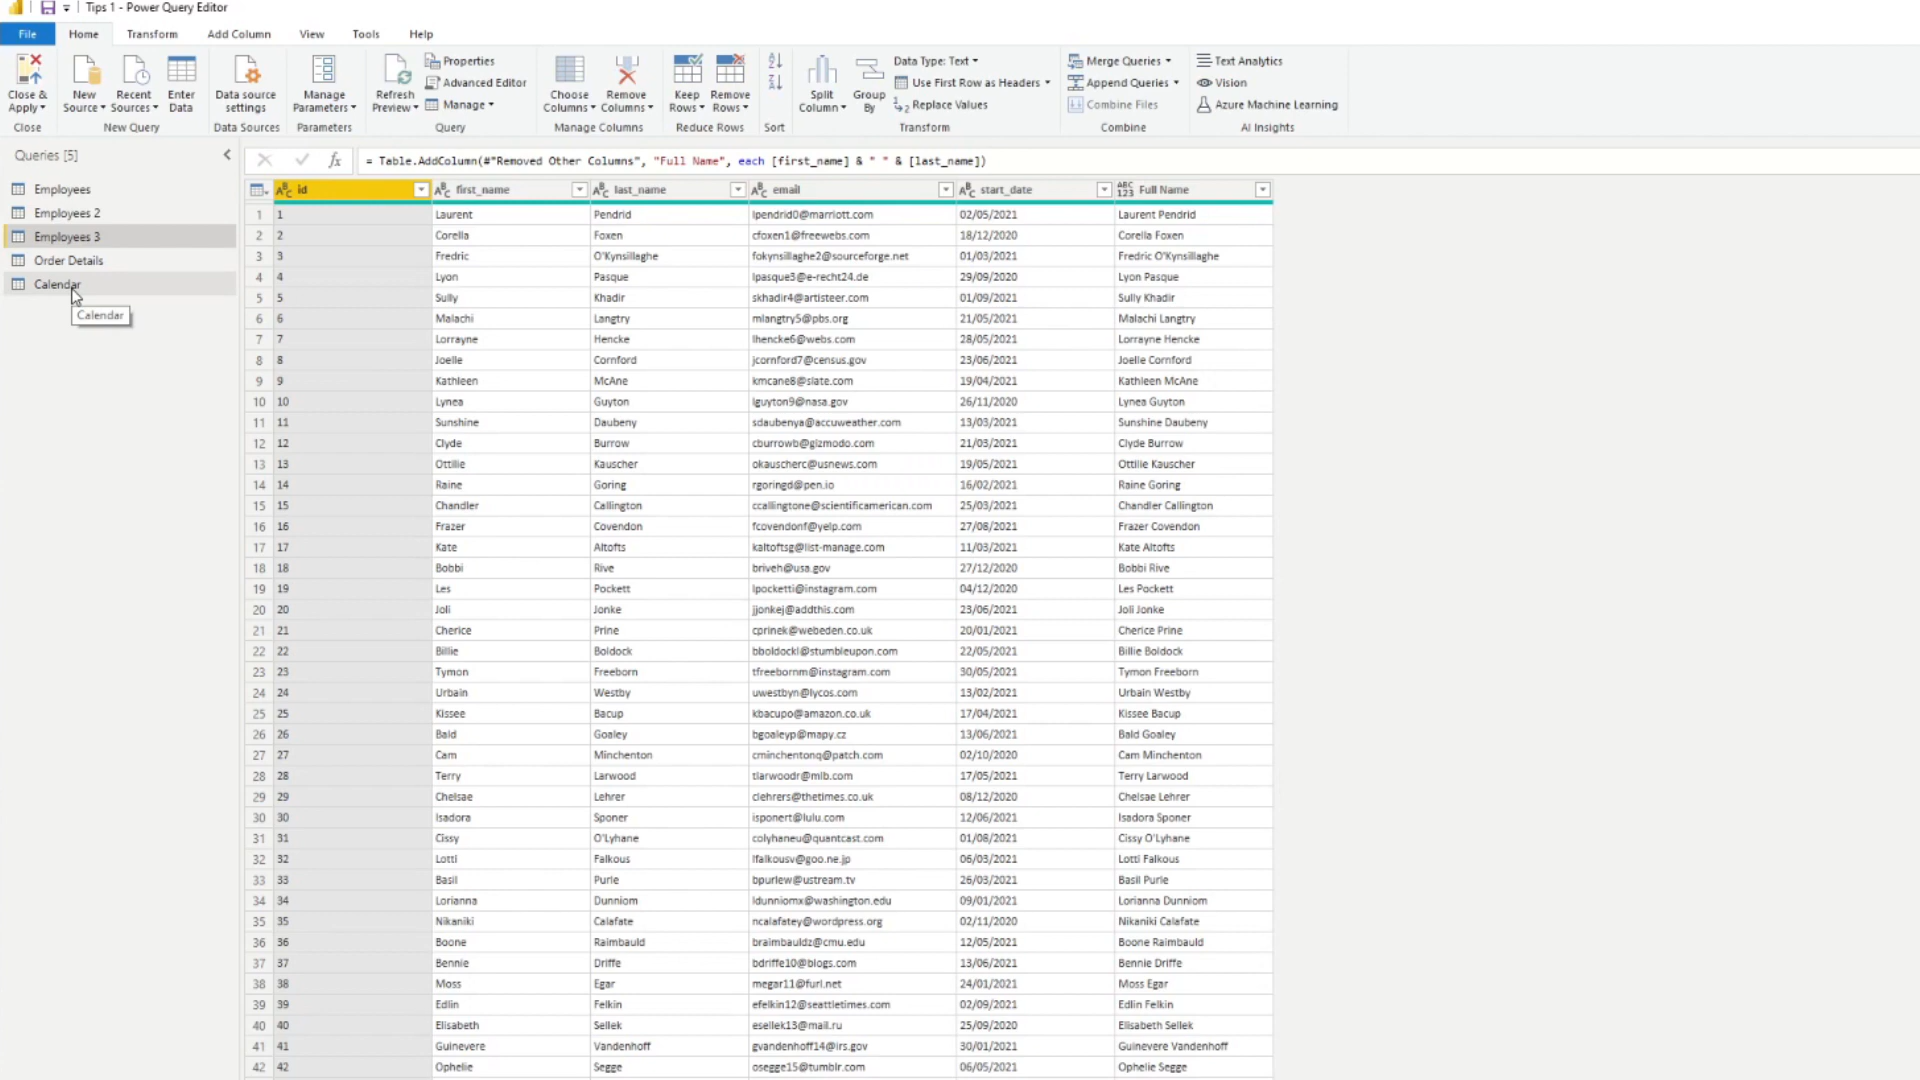 Tips 1 - Power Query Editor
File Home Transform Add Column View Tools Help
Close & Apply New Source Recent Sources Enter Data Data source settings Manage Parameters Refresh Preview Properties Advanced Editor Manage Choose Columns Remove Columns Keep Rows Remove Rows Split Column Group By Data Type: Text Use First Row as Headers Replace Values Merge Queries Append Queries Combine Files Text Analytics Vision Azure Machine Learning
Close New Query Data Sources Parameters Query Manage Columns Reduce Rows Sort Transform Combine AI Insights
Queries [5]
Employees
Employees 2
Employees 3
Order Details
Calendar
Calendar
fx = Table.AddColumn(#"Removed Other Columns", "Full Name", each [first_name] & " " & [last_name])
id first_name last_name email start_date Full Name
1 1 Laurent Pendrid lpendrid0@marriott.com 02/05/2021 Laurent Pendrid
2 2 Corella Foxen cfoxen1@freewebs.com 18/12/2020 Corella Foxen
3 3 Fredric O'Kynsillaghe fokynsillaghe2@sourceforge.net 01/03/2021 Fredric O'Kynsillaghe
4 4 Lyon Pasque lpasque3@e-recht24.de 29/09/2020 Lyon Pasque
5 5 Sully Khadir skhadir4@artisteer.com 01/09/2021 Sully Khadir
6 6 Malachi Langtry mlangtry5@pbs.org 21/05/2021 Malachi Langtry
7 7 Lorrayne Hencke lhencke6@webs.com 28/05/2021 Lorrayne Hencke
8 8 Joelle Cornford jcornford7@census.gov 23/06/2021 Joelle Cornford
9 9 Kathleen McAne kmcane8@slate.com 19/04/2021 Kathleen McAne
10 10 Lynea Guyton lguyton9@nasa.gov 26/11/2020 Lynea Guyton
11 11 Sunshine Daubeny sdaubenya@accuweather.com 13/03/2021 Sunshine Daubeny
12 12 Clyde Burrow cburrowb@gizmodo.com 21/03/2021 Clyde Burrow
13 13 Ottilie Kauscher okauscherc@usnews.com 19/05/2021 Ottilie Kauscher
14 14 Raine Goring rgoringd@pen.io 16/02/2021 Raine Goring
15 15 Chandler Callington ccallingtone@scientificamerican.com 25/03/2021 Chandler Callington
16 16 Frazer Covendon fcovendonf@yelp.com 27/08/2021 Frazer Covendon
17 17 Kate Altofts kaltoftsg@list-manage.com 11/03/2021 Kate Altofts
18 18 Bobbi Rive briveh@usa.gov 27/12/2020 Bobbi Rive
19 19 Les Pockett lpocketti@instagram.com 04/12/2020 Les Pockett
20 20 Joli Jonke jjonkej@addthis.com 23/06/2021 Joli Jonke
21 21 Cherice Prine cprinek@webeden.co.uk 20/01/2021 Cherice Prine
22 22 Billie Boldock bboldockl@stumbleupon.com 22/05/2021 Billie Boldock
23 23 Tymon Freeborn tfreebornm@instagram.com 30/05/2021 Tymon Freeborn
24 24 Urbain Westby uwestbyn@lycos.com 13/02/2021 Urbain Westby
25 25 Kissee Bacup kbacupo@amazon.co.uk 17/04/2021 Kissee Bacup
26 26 Bald Goaley bgoaleyp@mapy.cz 13/06/2021 Bald Goaley
27 27 Cam Minchenton cminchentonq@patch.com 02/10/2020 Cam Minchenton
28 28 Terry Larwood tlarwoodr@mlb.com 17/05/2021 Terry Larwood
29 29 Chelsae Lehrer clehrers@thetimes.co.uk 08/12/2020 Chelsae Lehrer
30 30 Isadora Sponer isponert@lulu.com 12/06/2021 Isadora Sponer
31 31 Cissy O'Lyhane colyhaneu@quantcast.com 01/08/2021 Cissy O'Lyhane
32 32 Lotti Falkous lfalkousv@goo.ne.jp 06/03/2021 Lotti Falkous
33 33 Basil Purle bpurlew@ustream.tv 26/03/2021 Basil Purle
34 34 Lorianna Dunniom ldunniomx@washington.edu 09/01/2021 Lorianna Dunniom
35 35 Nikaniki Calafate ncalafatey@wordpress.org 02/11/2020 Nikaniki Calafate
36 36 Boone Raimbauld braimbauldz@cmu.edu 12/05/2021 Boone Raimbauld
37 37 Bennie Driffe bdriffe10@blogs.com 13/06/2021 Bennie Driffe
38 38 Moss Egar megar11@furl.net 24/01/2021 Moss Egar
39 39 Edlin Felkin efelkin12@seattletimes.com 02/09/2021 Edlin Felkin
40 40 Elisabeth Sellek esellek13@mail.ru 25/09/2020 Elisabeth Sellek
41 41 Guinevere Vandenhoff gvandenhoff14@irs.gov 30/01/2021 Guinevere Vandenhoff
42 42 Ophelie Segge osegge15@tumblr.com 06/05/2021 Ophelie Segge